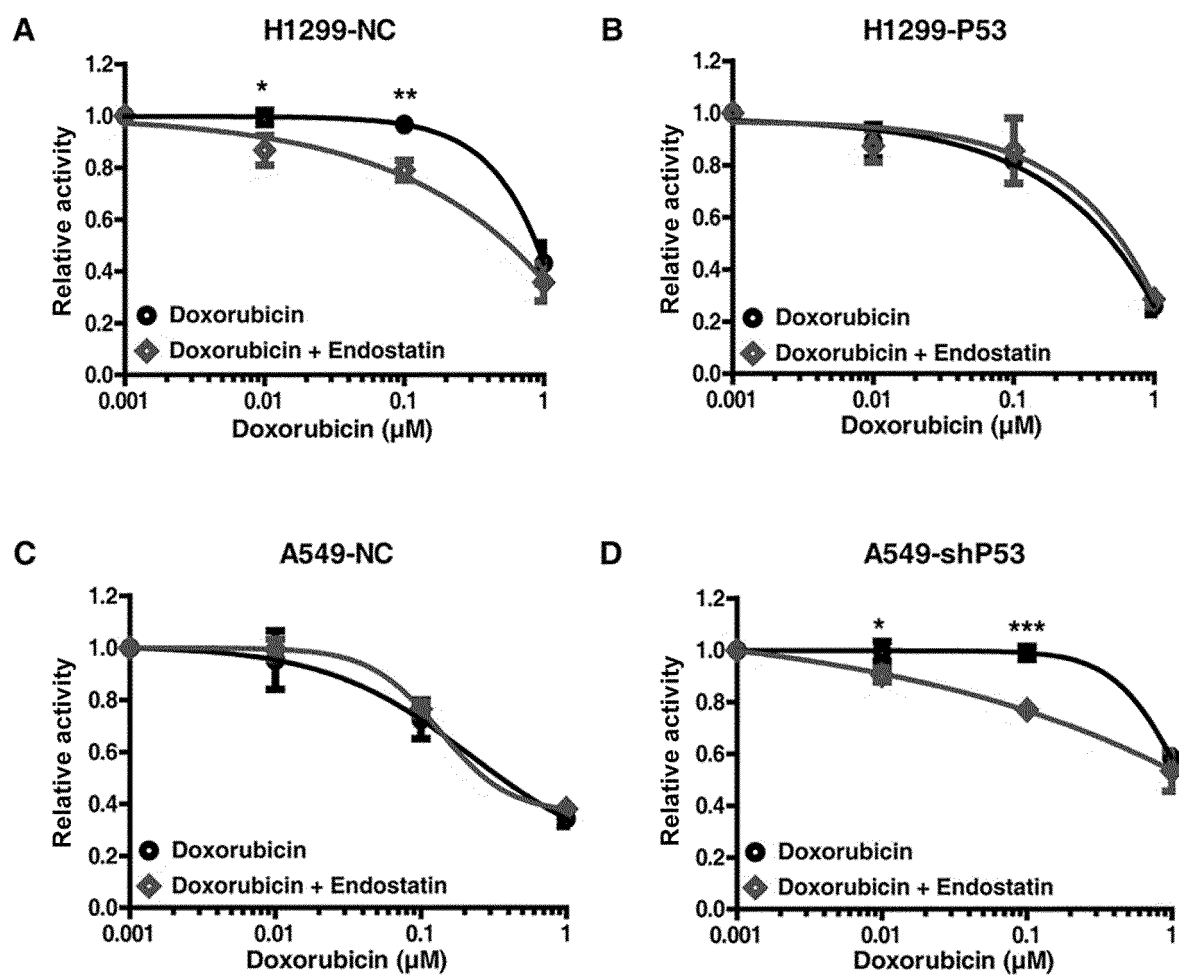 A H1299-NC
1.2
1.0
0.8
0.6
0.4
0.2
0.0
Relative activity
* **
Doxorubicin
Doxorubicin + Endostatin
0.001 0.01 0.1 1
Doxorubicin (µM)
B H1299-P53
1.2
1.0
0.8
0.6
0.4
0.2
0.0
Relative activity
Doxorubicin
Doxorubicin + Endostatin
0.001 0.01 0.1 1
Doxorubicin (µM)
C A549-NC
1.2
1.0
0.8
0.6
0.4
0.2
0.0
Relative activity
Doxorubicin
Doxorubicin + Endostatin
0.001 0.01 0.1 1
Doxorubicin (µM)
D A549-shP53
1.2
1.0
0.8
0.6
0.4
0.2
0.0
Relative activity
* ***
Doxorubicin
Doxorubicin + Endostatin
0.001 0.01 0.1 1
Doxorubicin (µM)